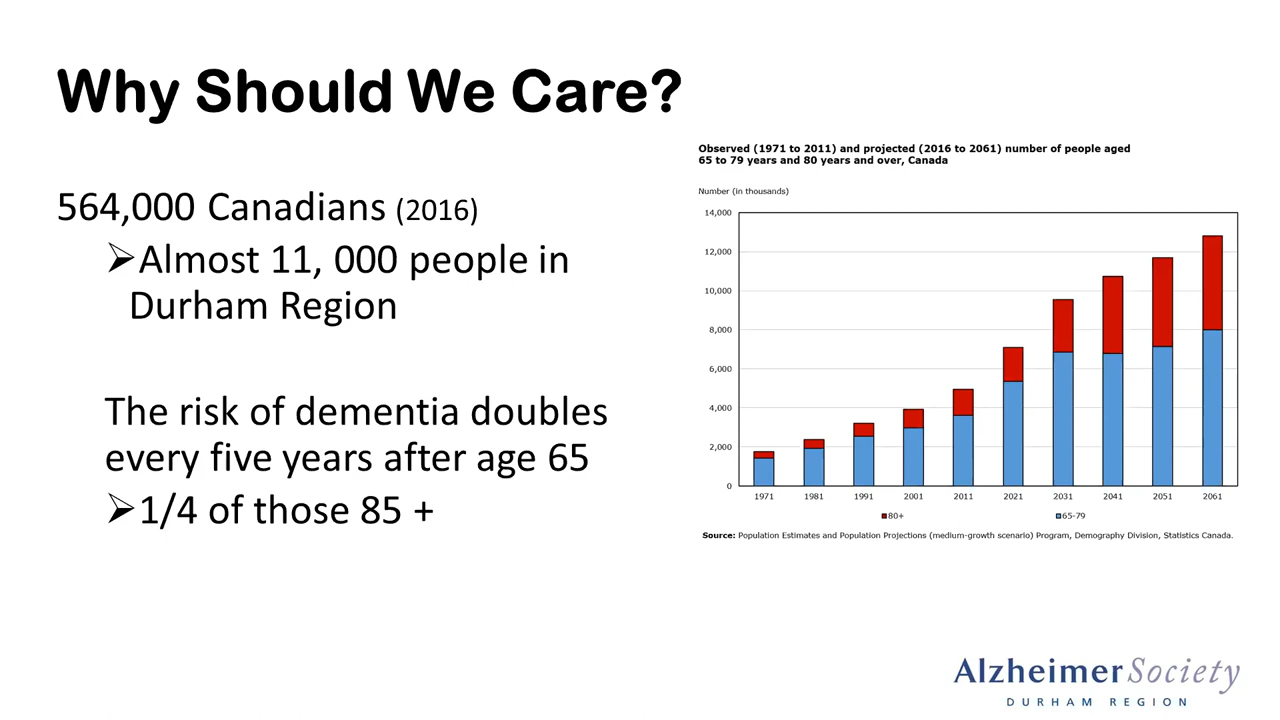 Why Should We Care?
564,000 Canadians (2016)
➢Almost 11, 000 people in
Durham Region
The risk of dementia doubles
every five years after age 65
➢1/4 of those 85 +
Observed (1971 to 2011) and projected (2016 to 2061) number of people aged
65 to 79 years and 80 years and over, Canada
Number (in thousands)
14,000
12,000
10,000
8,000
6,000
4,000
2,000
0
1971 1981 1991 2001 2011 2021 2031 2041 2051 2061
80+ 65-79
Source: Population Estimates and Population Projections (medium-growth scenario) Program, Demography Division, Statistics Canada.
AlzheimerSociety
DURHAM REGION